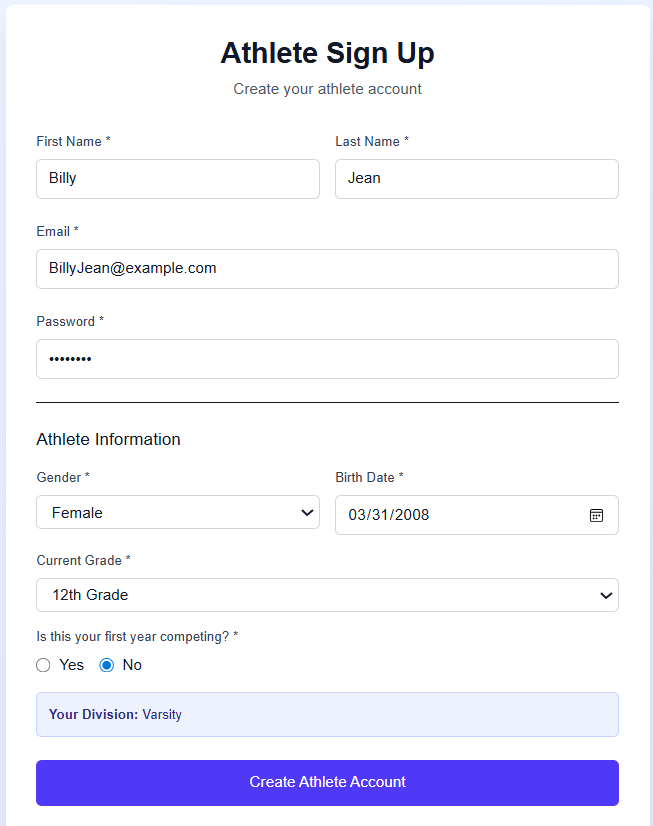 Athlete Sign Up
Create your athlete account
First Name * Last Name *
Billy Jean
Email *
BillyJean@example.com
Password *
••••••••
Athlete Information
Gender * Birth Date *
Female 03/31/2008
Current Grade *
12th Grade
Is this your first year competing? *
Yes No
Your Division: Varsity
Create Athlete Account